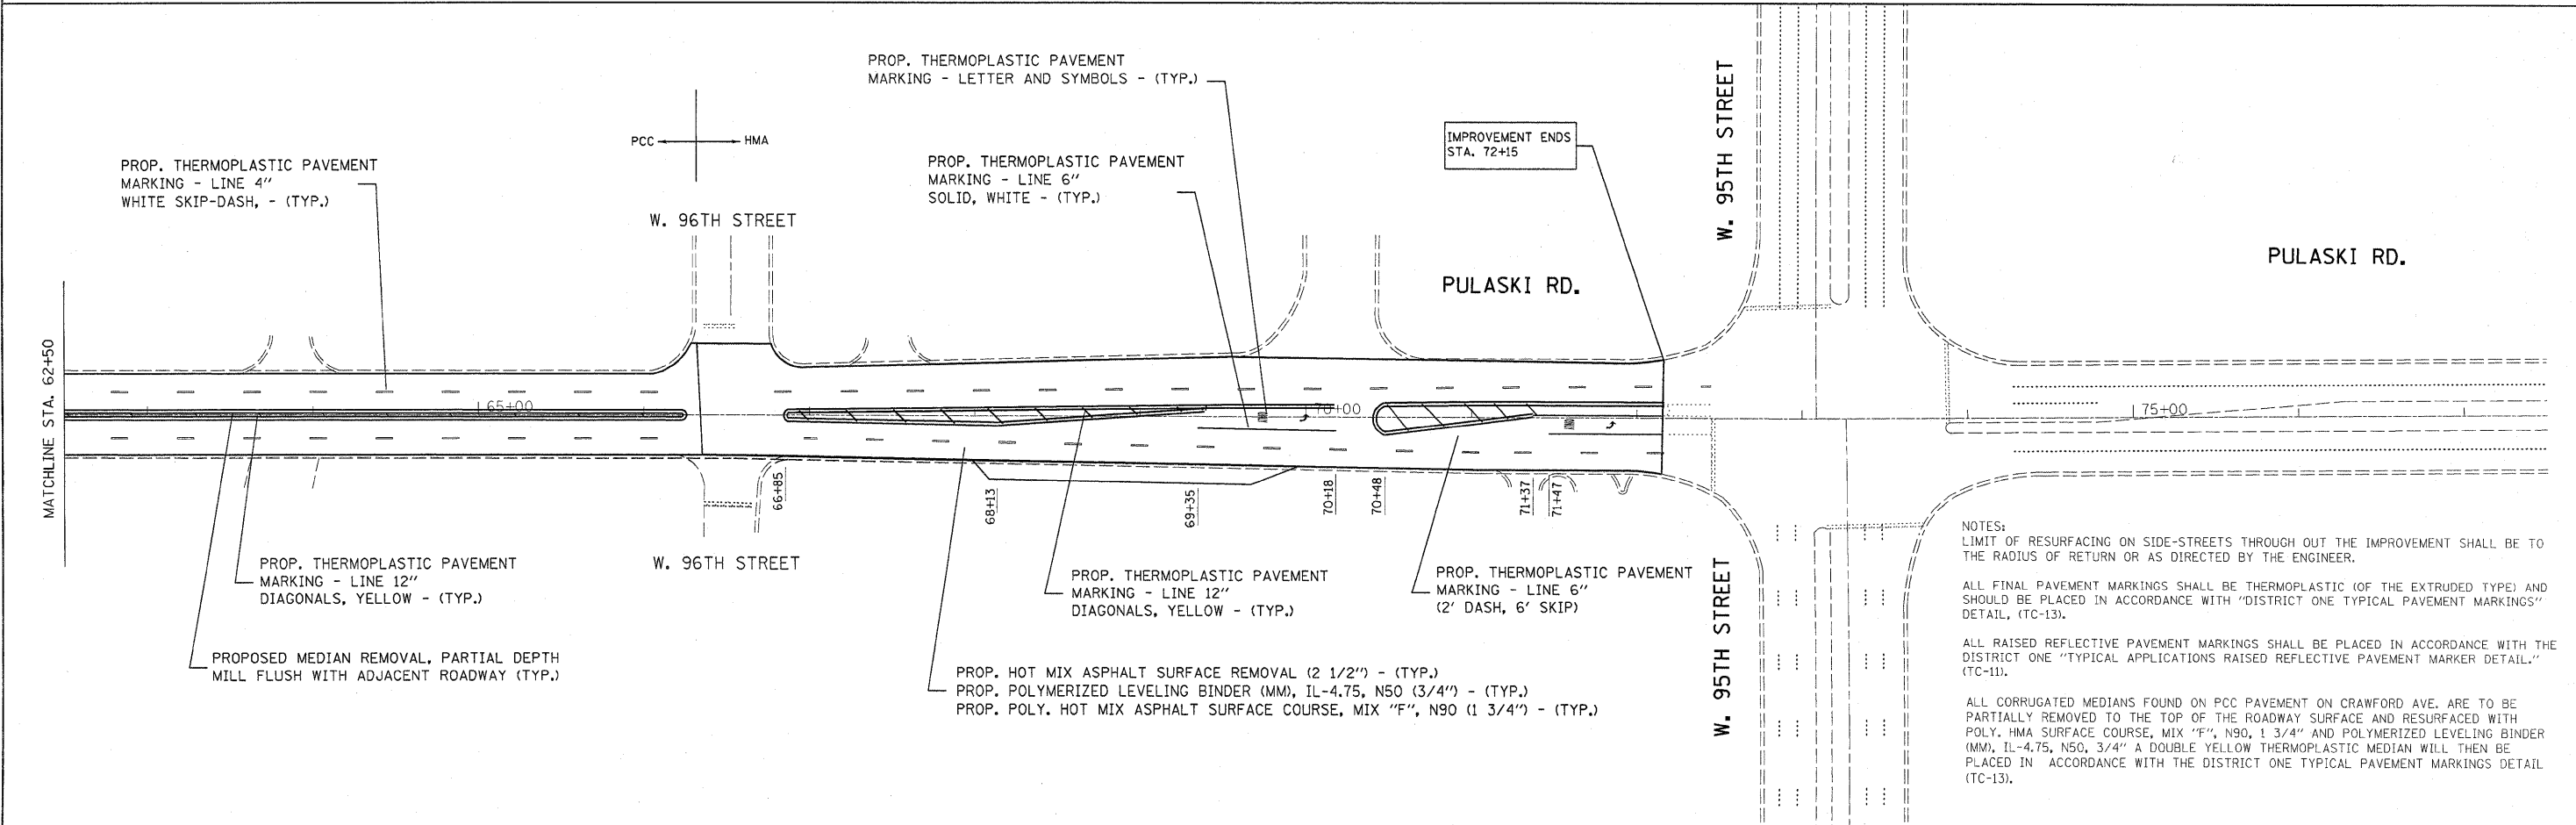 PROP. THERMOPLASTIC PAVEMENT
MARKING - LETTER AND SYMBOLS - (TYP.)
PROP. THERMOPLASTIC PAVEMENT
MARKING - LINE 4"
WHITE SKIP-DASH, - (TYP.)
PCC
HMA
W. 96TH STREET
PROP. THERMOPLASTIC PAVEMENT
MARKING - LINE 6"
SOLID, WHITE - (TYP.)
IMPROVEMENT ENDS
STA. 72+15
W. 95TH STREET
PULASKI RD.
PULASKI RD.
MATCHLINE STA. 62+50
65+00
70+00
75+00
66+85
68+13
69+35
70+18
70+48
71+37
71+47
W. 96TH STREET
W. 95TH STREET
PROP. THERMOPLASTIC PAVEMENT
MARKING - LINE 12"
DIAGONALS, YELLOW - (TYP.)
PROPOSED MEDIAN REMOVAL, PARTIAL DEPTH
MILL FLUSH WITH ADJACENT ROADWAY (TYP.)
PROP. THERMOPLASTIC PAVEMENT
MARKING - LINE 12"
DIAGONALS, YELLOW - (TYP.)
PROP. THERMOPLASTIC PAVEMENT
MARKING - LINE 6"
(2' DASH, 6' SKIP)
PROP. HOT MIX ASPHALT SURFACE REMOVAL (2 1/2") - (TYP.)
PROP. POLYMERIZED LEVELING BINDER (MM), IL-4.75, N50 (3/4") - (TYP.)
PROP. POLY. HOT MIX ASPHALT SURFACE COURSE, MIX "F", N90 (1 3/4") - (TYP.)
NOTES:
LIMIT OF RESURFACING ON SIDE-STREETS THROUGH OUT THE IMPROVEMENT SHALL BE TO
THE RADIUS OF RETURN OR AS DIRECTED BY THE ENGINEER.
ALL FINAL PAVEMENT MARKINGS SHALL BE THERMOPLASTIC (OF THE EXTRUDED TYPE) AND
SHOULD BE PLACED IN ACCORDANCE WITH "DISTRICT ONE TYPICAL PAVEMENT MARKINGS"
DETAIL, (TC-13).
ALL RAISED REFLECTIVE PAVEMENT MARKINGS SHALL BE PLACED IN ACCORDANCE WITH THE
DISTRICT ONE "TYPICAL APPLICATIONS RAISED REFLECTIVE PAVEMENT MARKER DETAIL."
(TC-11).
ALL CORRUGATED MEDIANS FOUND ON PCC PAVEMENT ON CRAWFORD AVE. ARE TO BE
PARTIALLY REMOVED TO THE TOP OF THE ROADWAY SURFACE AND RESURFACED WITH
POLY. HMA SURFACE COURSE, MIX "F", N90, 1 3/4" AND POLYMERIZED LEVELING BINDER
(MM), IL-4.75, N50, 3/4" A DOUBLE YELLOW THERMOPLASTIC MEDIAN WILL THEN BE
PLACED IN ACCORDANCE WITH THE DISTRICT ONE TYPICAL PAVEMENT MARKINGS DETAIL
(TC-13).